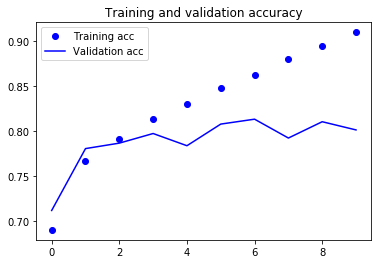 Training and validation accuracy
Training acc
Validation acc
0.90
0.85
0.80
0.75
0.70
0 2 4 6 8